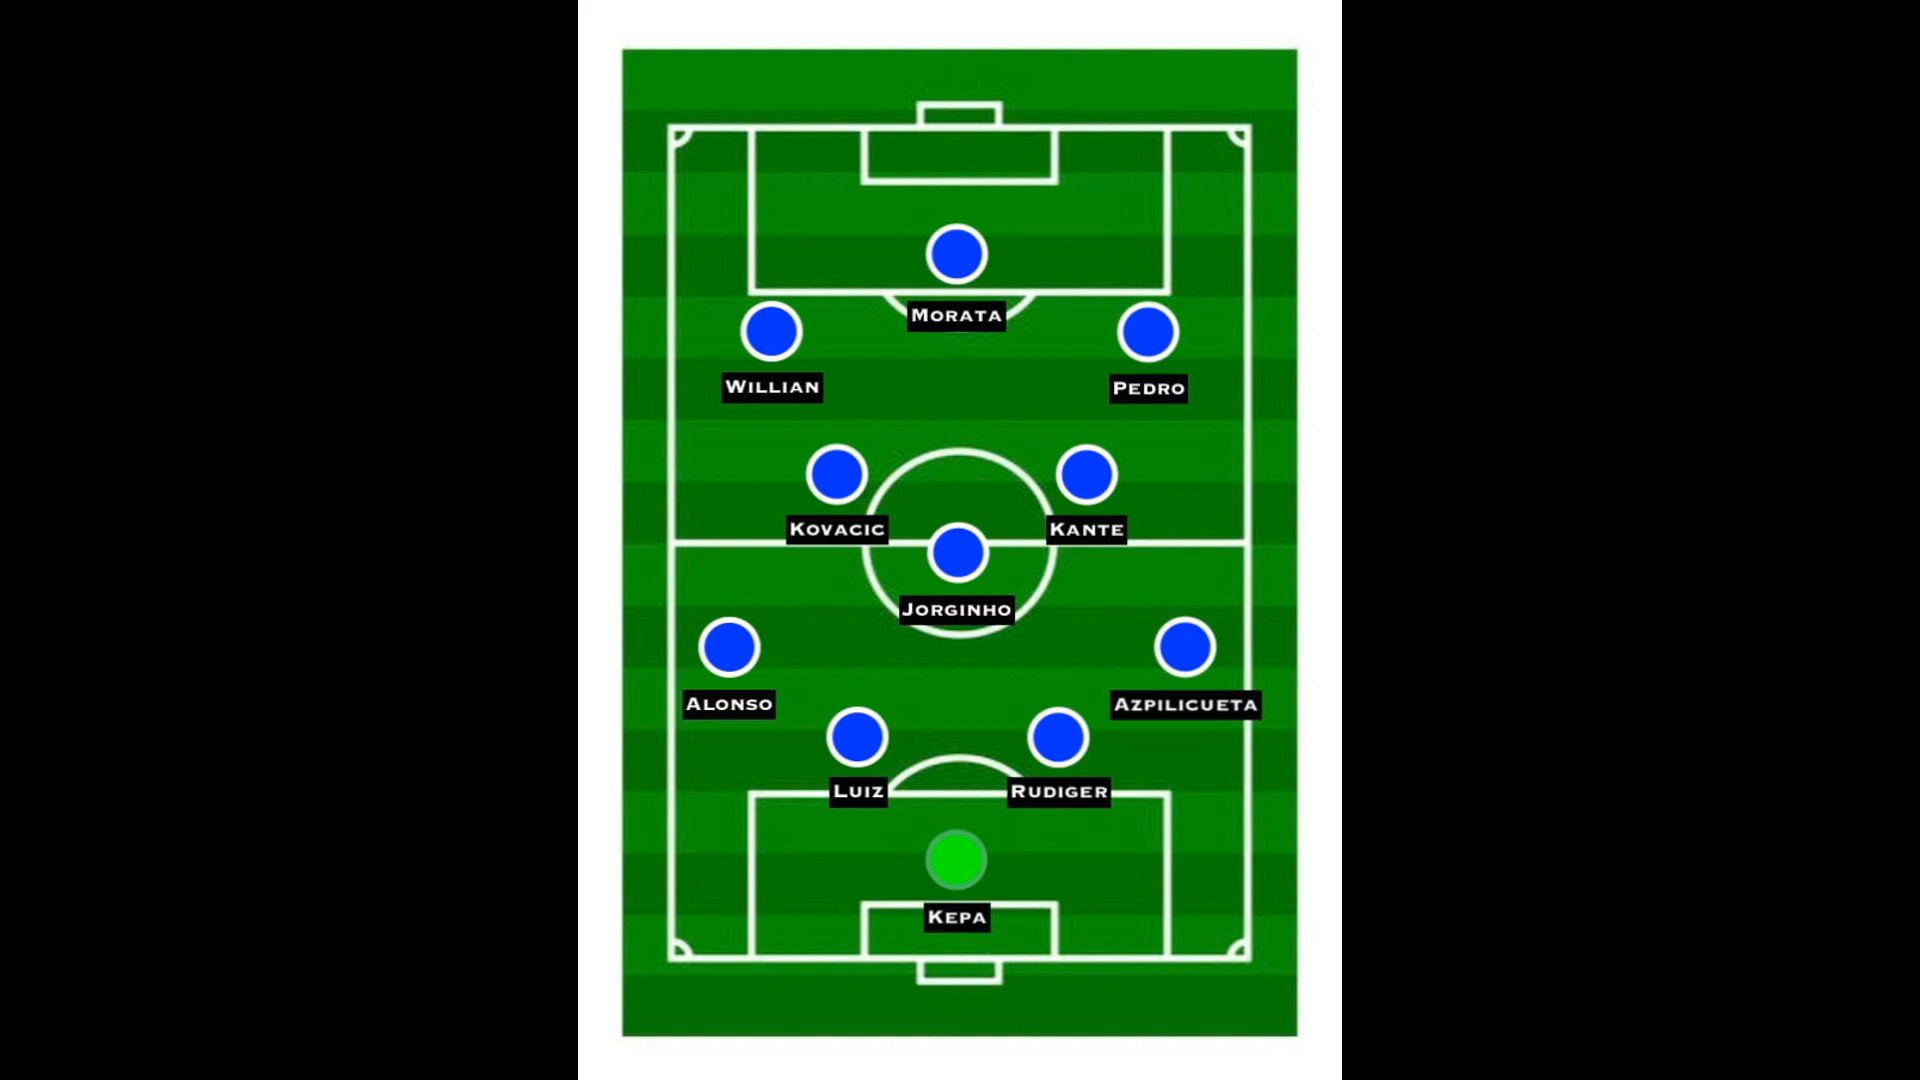 Morata
Willian
Pedro
Kovacic
Kante
Jorginho
Alonso
Azpilicueta
Luiz
Rudiger
Kepa